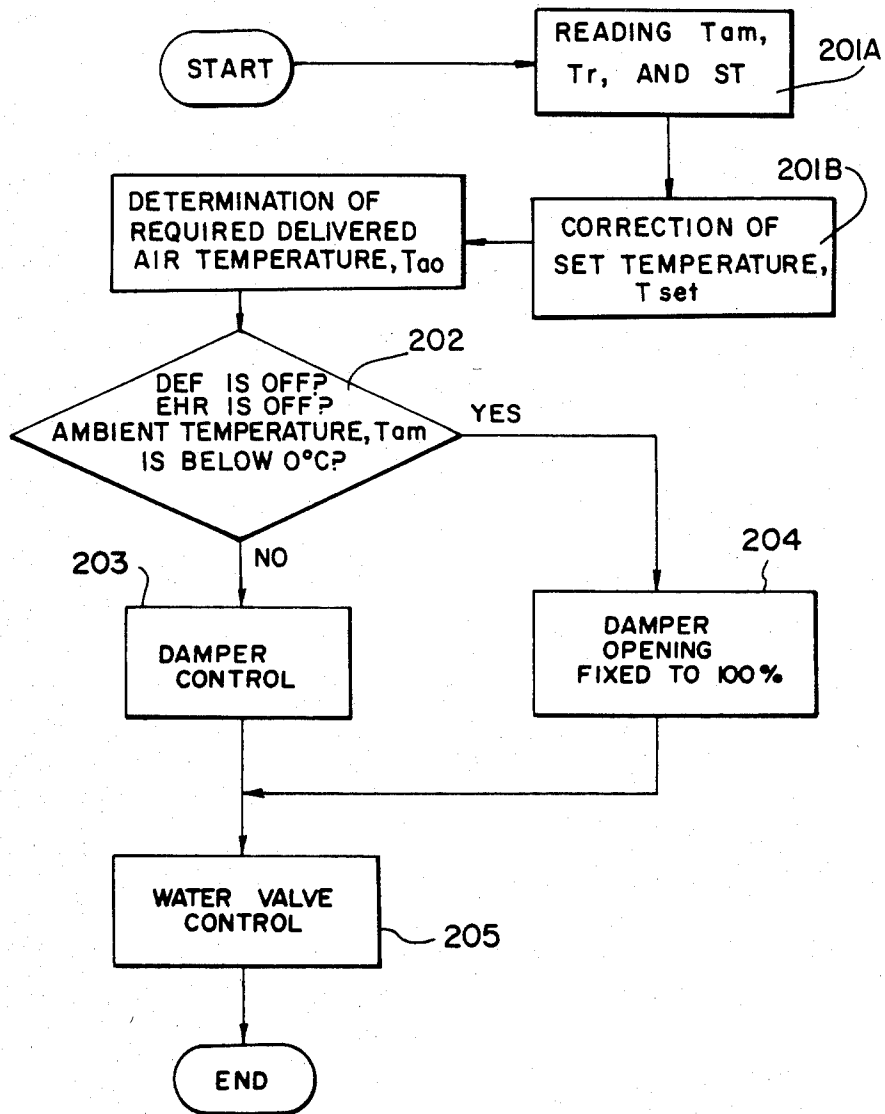 START
READING Tam,
Tr, AND ST
201A
201B
CORRECTION OF
SET TEMPERATURE,
Tset
DETERMINATION OF
REQUIRED DELIVERED
AIR TEMPERATURE, Tao
202
DEF IS OFF?
EHR IS OFF?
AMBIENT TEMPERATURE, Tam
IS BELOW 0°C?
YES
NO
203
DAMPER
CONTROL
204
DAMPER
OPENING
FIXED TO 100%
WATER VALVE
CONTROL
205
END